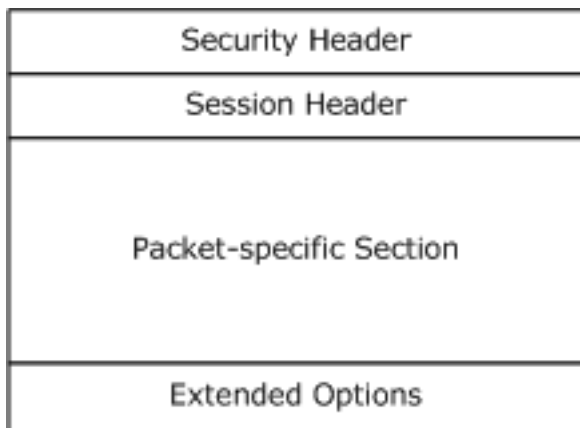 Security Header
Session Header
Packet-specific Section
Extended Options